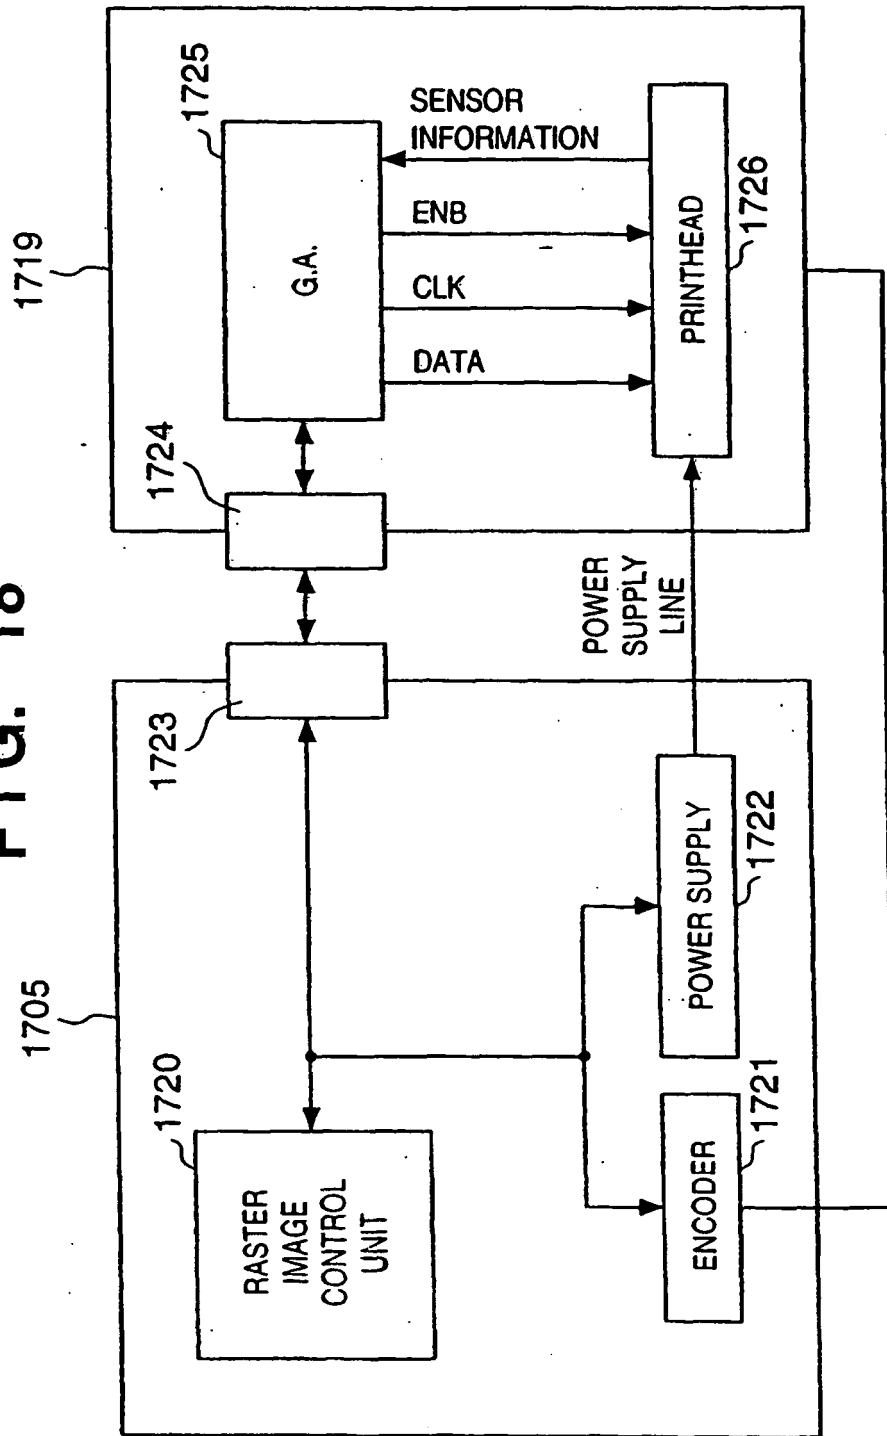 FIG. 18
1705
1719
1720
RASTER
IMAGE
CONTROL
UNIT
1723
1724
1725
G.A.
DATA
CLK
ENB
SENSOR
INFORMATION
POWER
SUPPLY
LINE
ENCODER
1721
POWER SUPPLY
1722
PRINTHEAD
1726